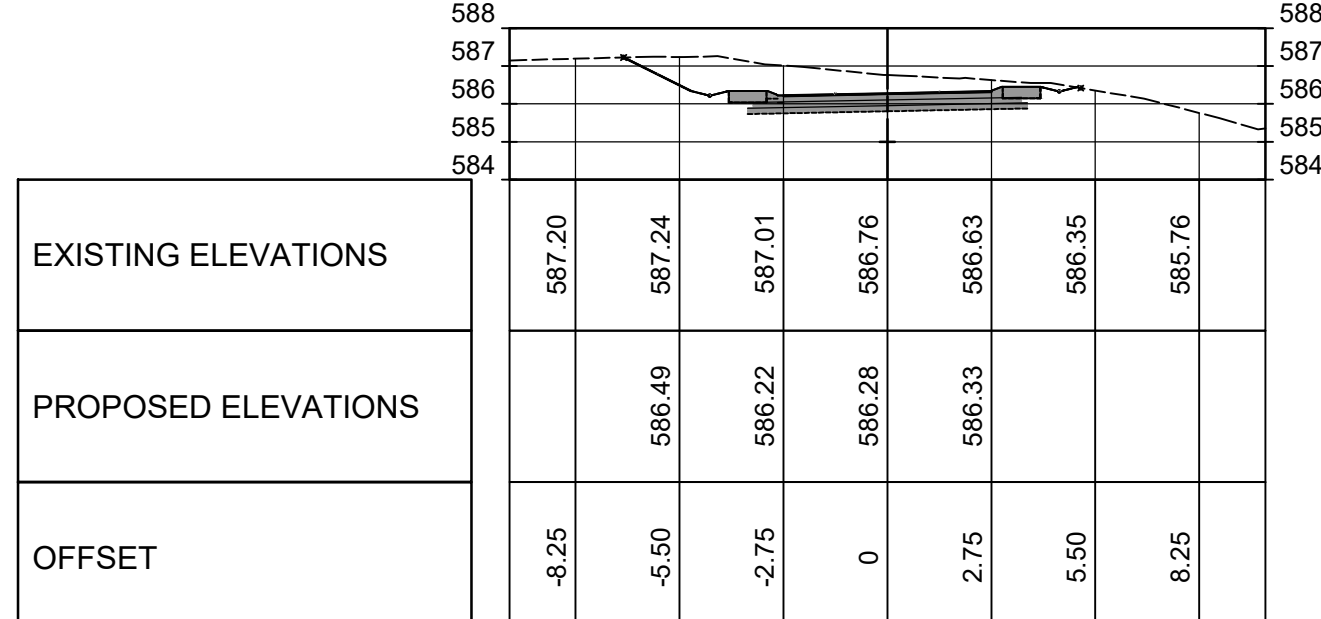 588 588
587 587
586 586
585 585
584 584
EXISTING ELEVATIONS 587.20 587.24 587.01 586.76 586.63 586.35 585.76
PROPOSED ELEVATIONS 586.49 586.22 586.28 586.33
OFFSET -8.25 -5.50 -2.75 0 2.75 5.50 8.25